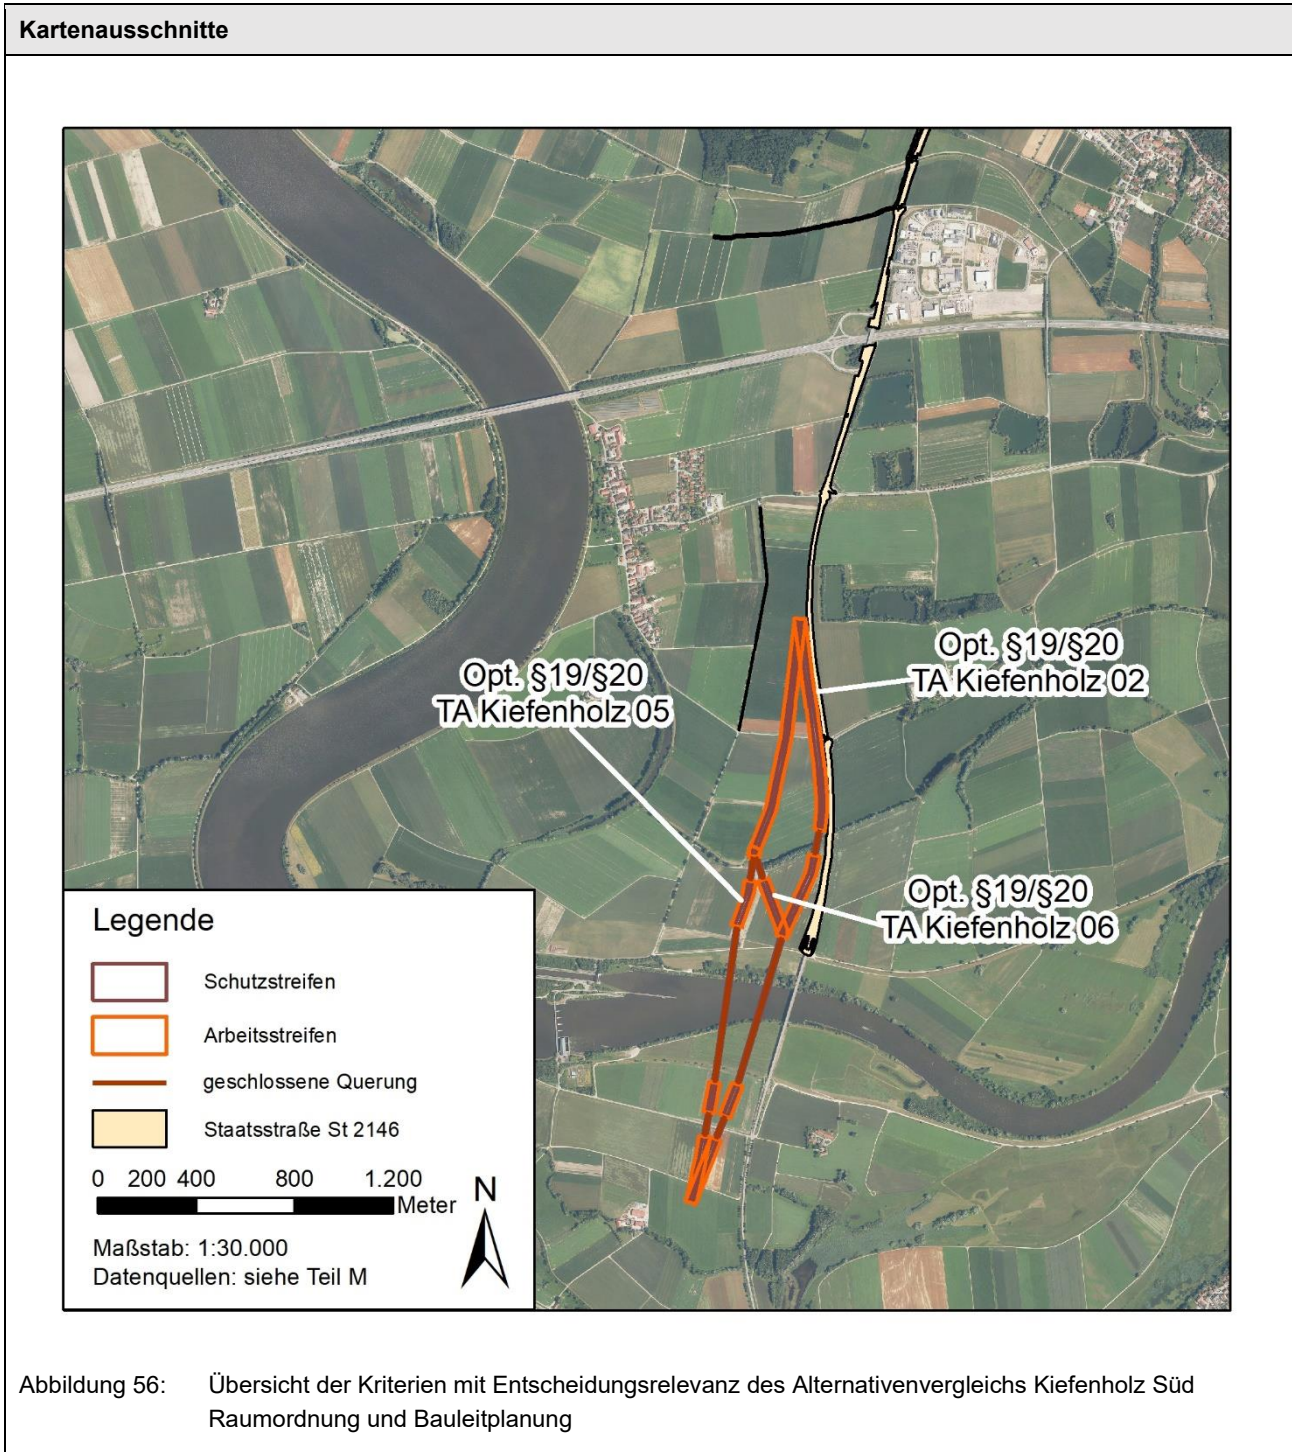 Kartenausschnitte
Opt. §19/§20
TA Kiefenholz 02
Opt. §19/§20
TA Kiefenholz 05
Opt. §19/§20
TA Kiefenholz 06
Legende
Schutzstreifen
Arbeitsstreifen
geschlossene Querung
Staatsstraße St 2146
0 200 400 800 1.200
Meter
N
Maßstab: 1:30.000
Datenquellen: siehe Teil M
Abbildung 56: Übersicht der Kriterien mit Entscheidungsrelevanz des Alternativenvergleichs Kiefenholz Süd
Raumordnung und Bauleitplanung